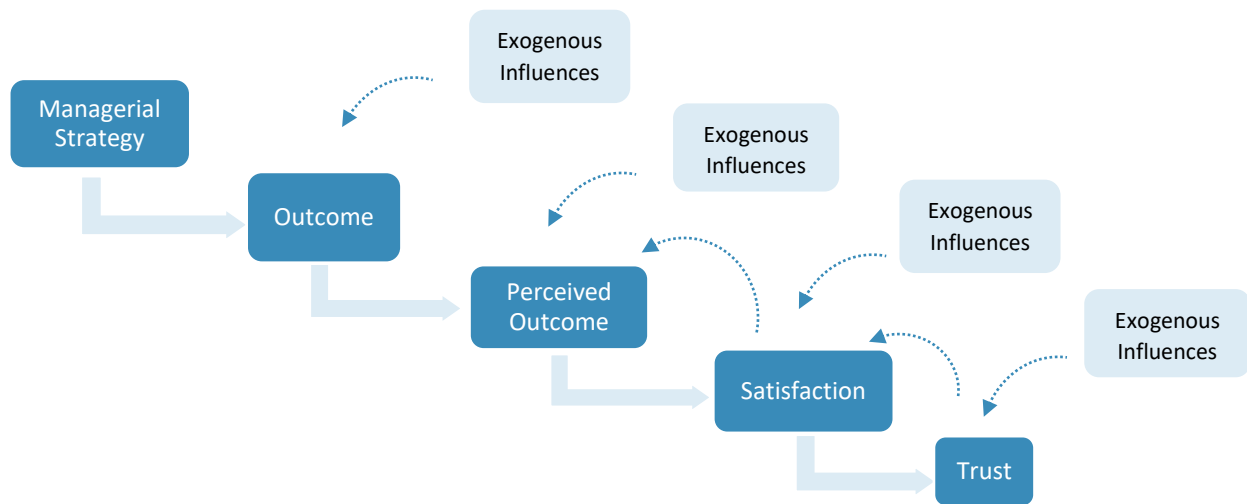 Exogenous
Influences
Managerial
Strategy
Exogenous
Influences
Outcome
Exogenous
Influences
Perceived
Outcome
Exogenous
Influences
Satisfaction
Trust